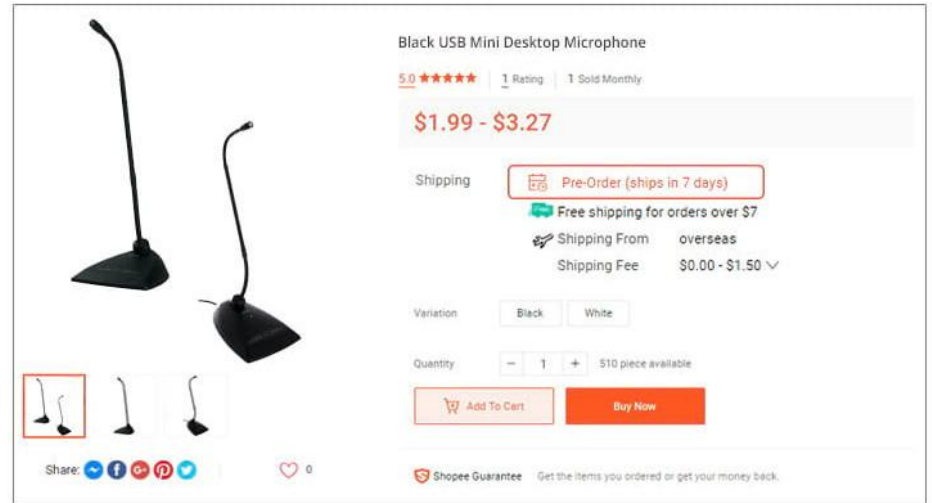 Black USB Mini Desktop Microphone
5.0 ★★★★★ 1 Rating 1 Sold Monthly
$1.99 - $3.27
Shipping Pre-Order (ships in 7 days)
Free shipping for orders over $7
Shipping From overseas
Shipping Fee $0.00 - $1.50
Variation Black White
Quantity - 1 + 510 piece available
Add To Cart Buy Now
Share: 0
Shopee Guarantee Get the items you ordered or get your money back.